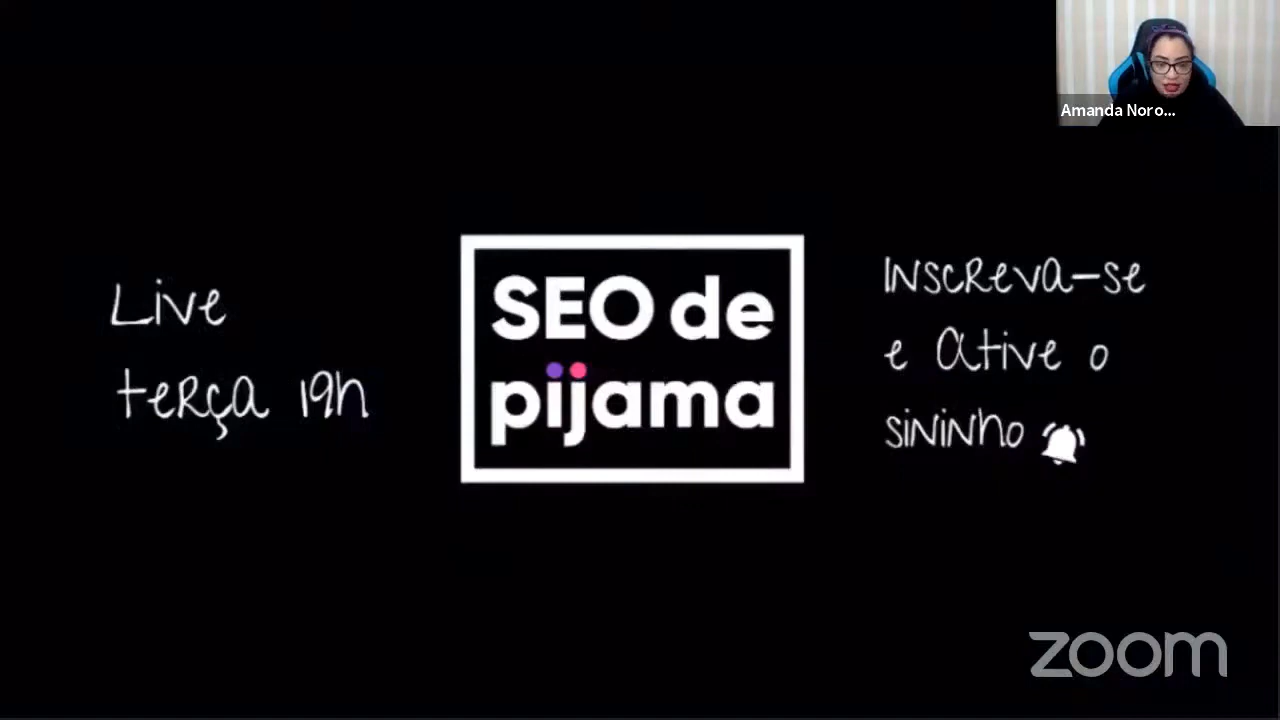 Amanda Noro...
Live
terça 19h
SEO de
pijama
Inscreva-se
e ative o
sininho
zoom